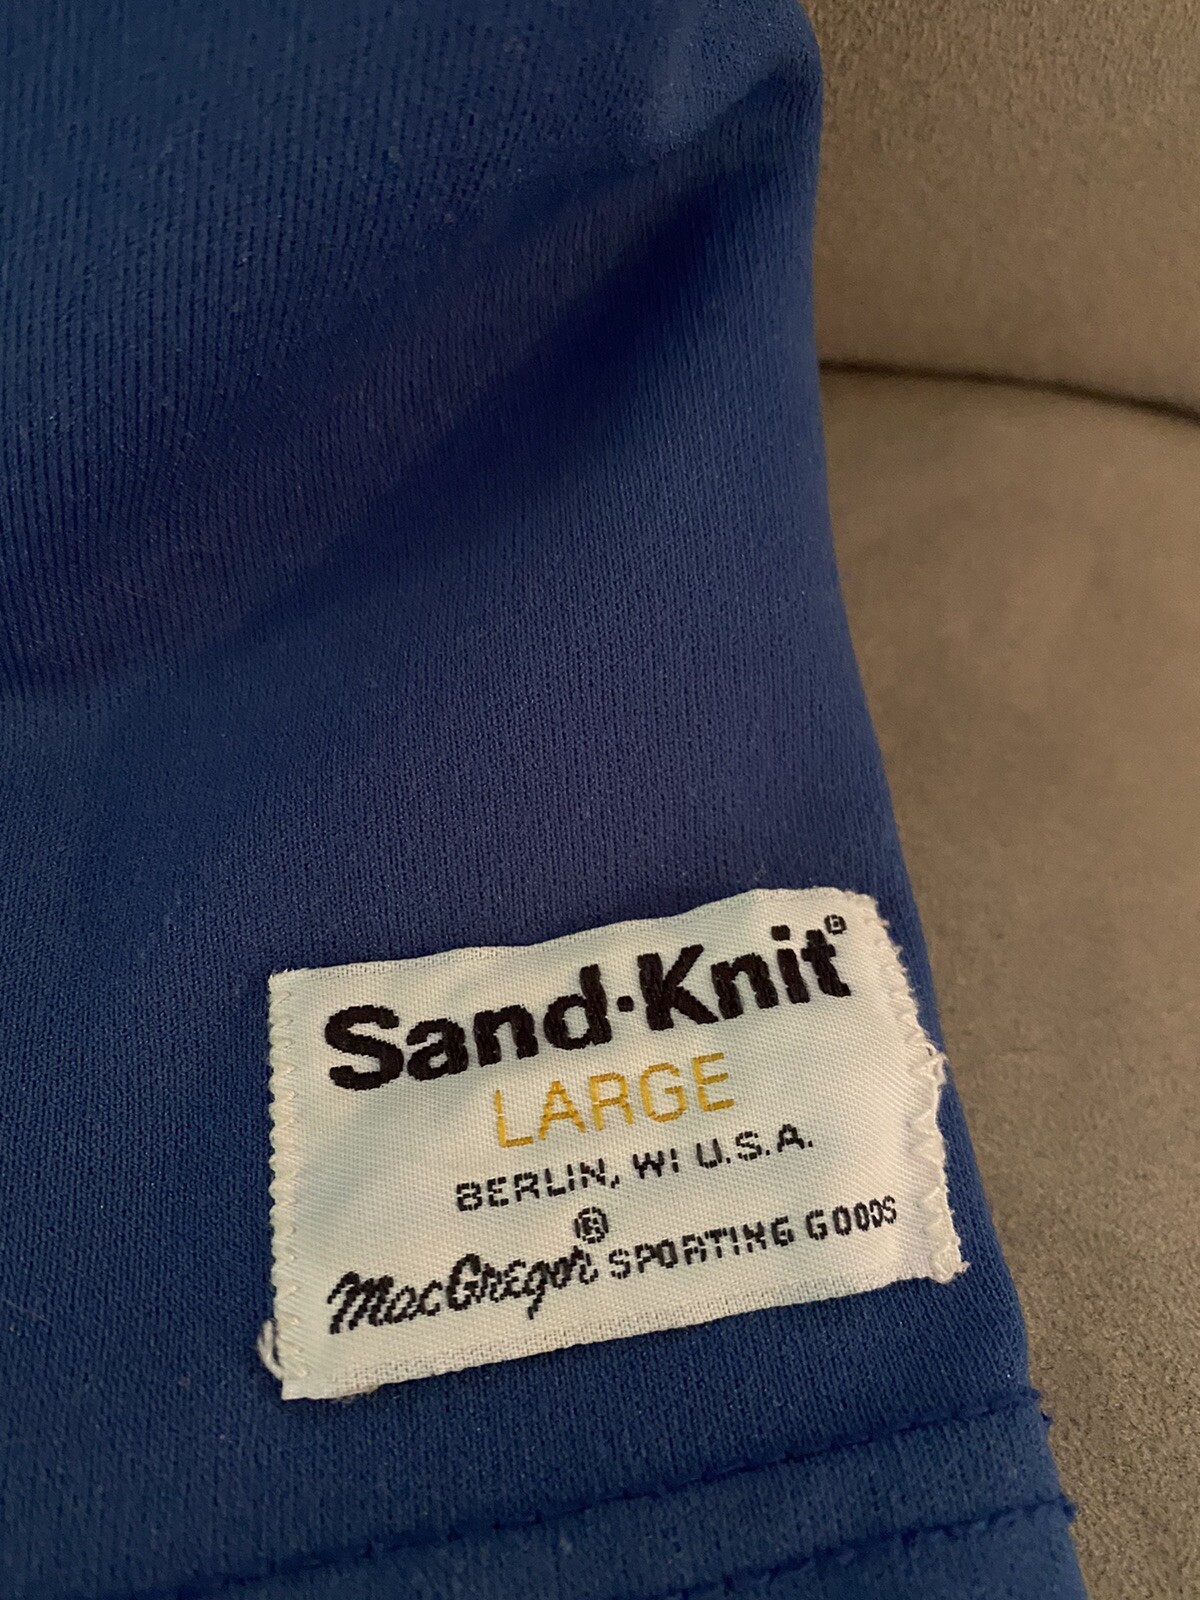 Sand·Knit®
LARGE
BERLIN, WI U.S.A.
MacGregor® SPORTING GOODS